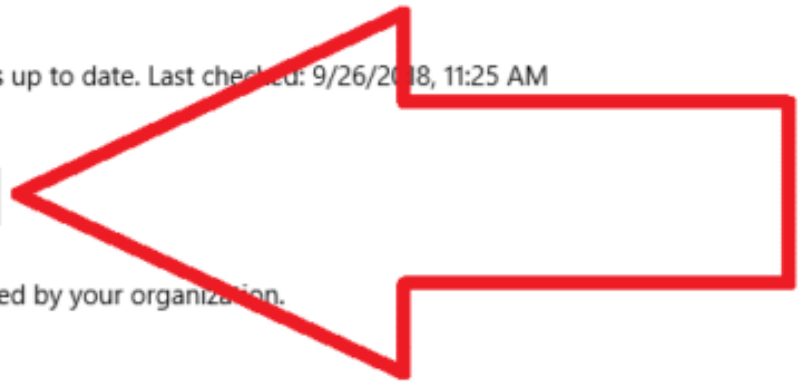 s up to date. Last checked: 9/26/2018, 11:25 AM
ed by your organization.